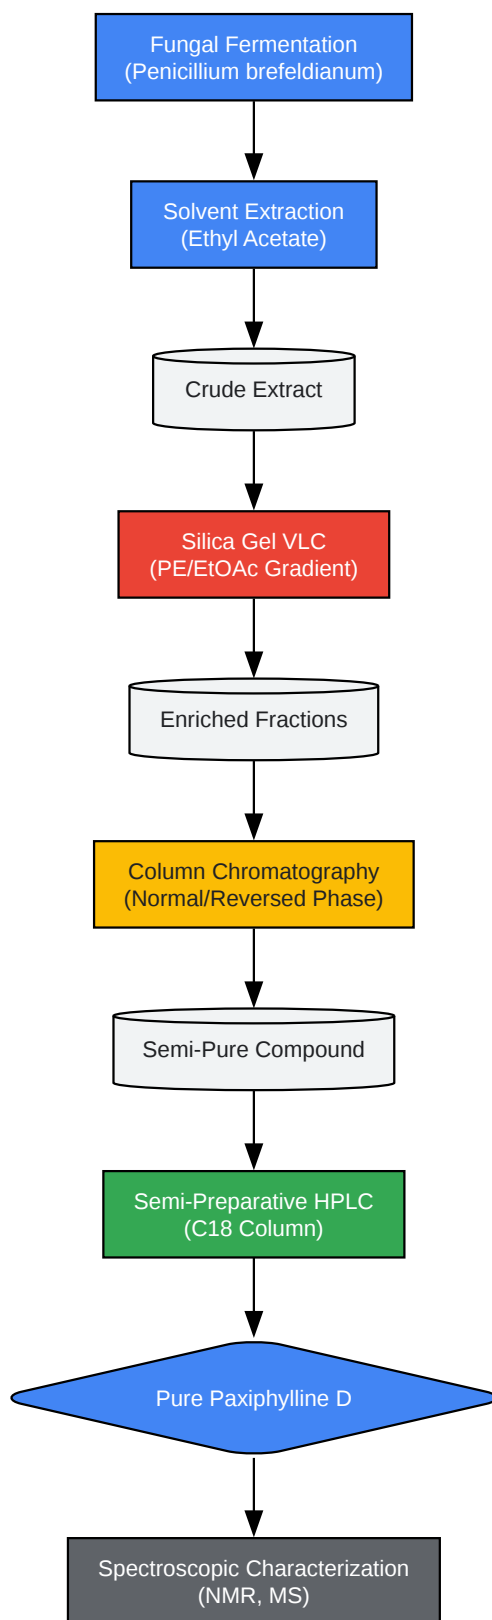 Fungal Fermentation
(Penicillium brefeldianum)
Solvent Extraction
(Ethyl Acetate)
Crude Extract
Silica Gel VLC
(PE/EtOAc Gradient)
Enriched Fractions
Column Chromatography
(Normal/Reversed Phase)
Semi-Pure Compound
Semi-Preparative HPLC
(C18 Column)
Pure Paxiphylline D
Spectroscopic Characterization
(NMR, MS)